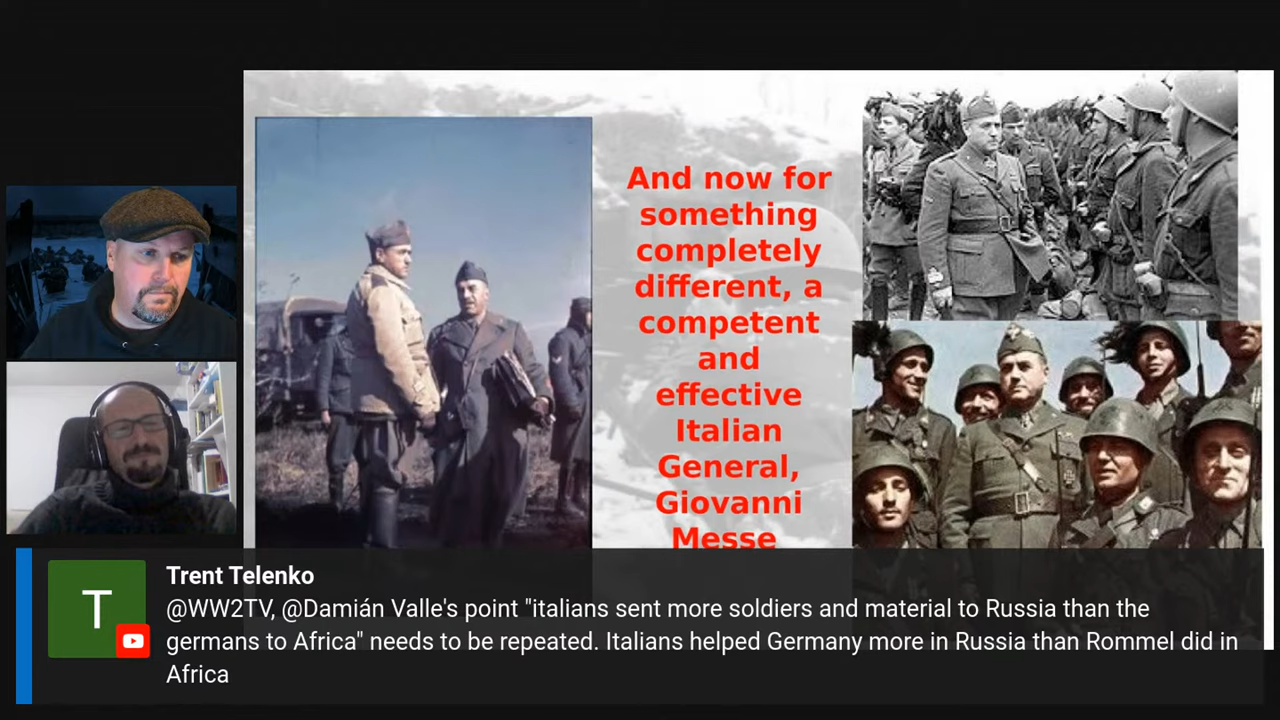 And now for
something
completely
different, a
competent
and
effective
Italian
General,
Giovanni
Messe
T
Trent Telenko
@WW2TV, @Damián Valle's point "italians sent more soldiers and material to Russia than the
germans to Africa" needs to be repeated. Italians helped Germany more in Russia than Rommel did in
Africa